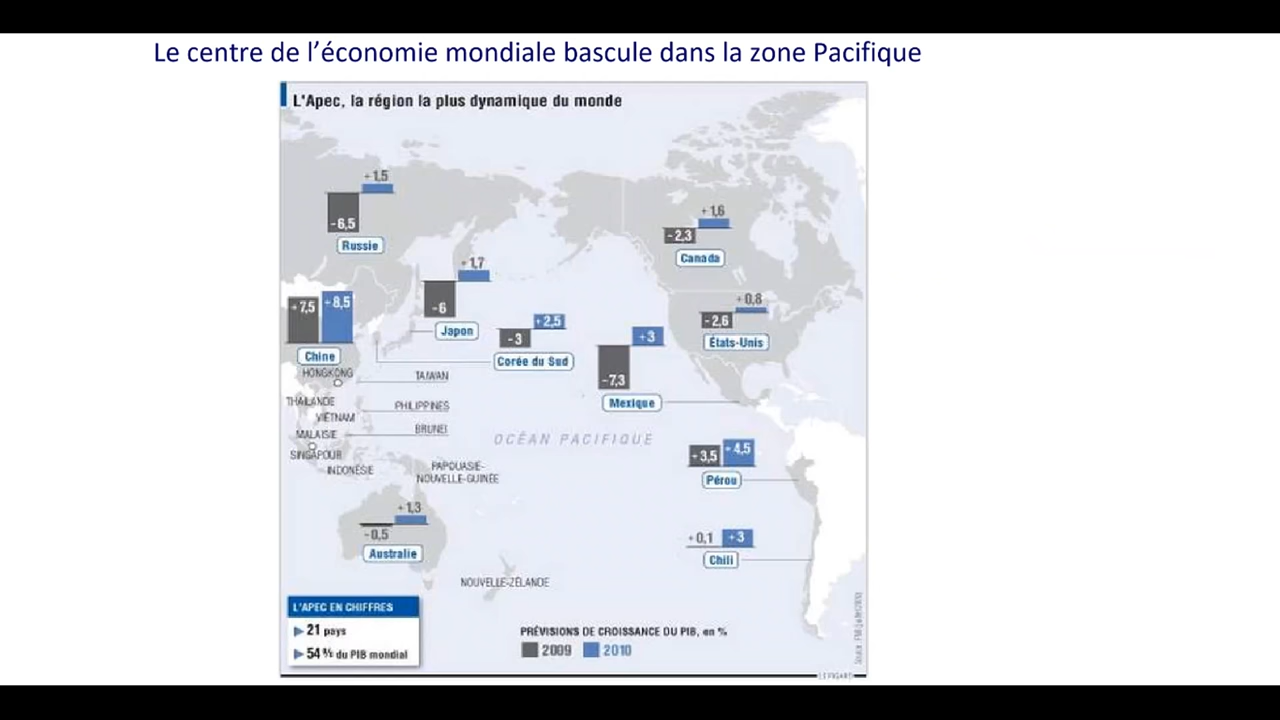 Le centre de l’économie mondiale bascule dans la zone Pacifique
L'Apec, la région la plus dynamique du monde
+1,5
-6,5
Russie
+1,6
-2,3
Canada
+1,7
-6
Japon
+7,5
+8,5
Chine
+2,5
-3
Corée du Sud
+0,8
-2,6
États-Unis
+3
-7,3
Mexique
HONGKONG
TAIWAN
THAÏLANDE
PHILIPPINES
VIÊTNAM
BRUNEI
MALAISIE
SINGAPOUR
INDONÉSIE
PAPOUASIE-
NOUVELLE-GUINÉE
OCÉAN PACIFIQUE
+3,5
+4,5
Pérou
+1,3
-0,5
Australie
+0,1
+3
Chili
NOUVELLE-ZÉLANDE
L'APEC EN CHIFFRES
21 pays
54 % du PIB mondial
PRÉVISIONS DE CROISSANCE DU PIB, en %
2009
2010
LE FIGARO